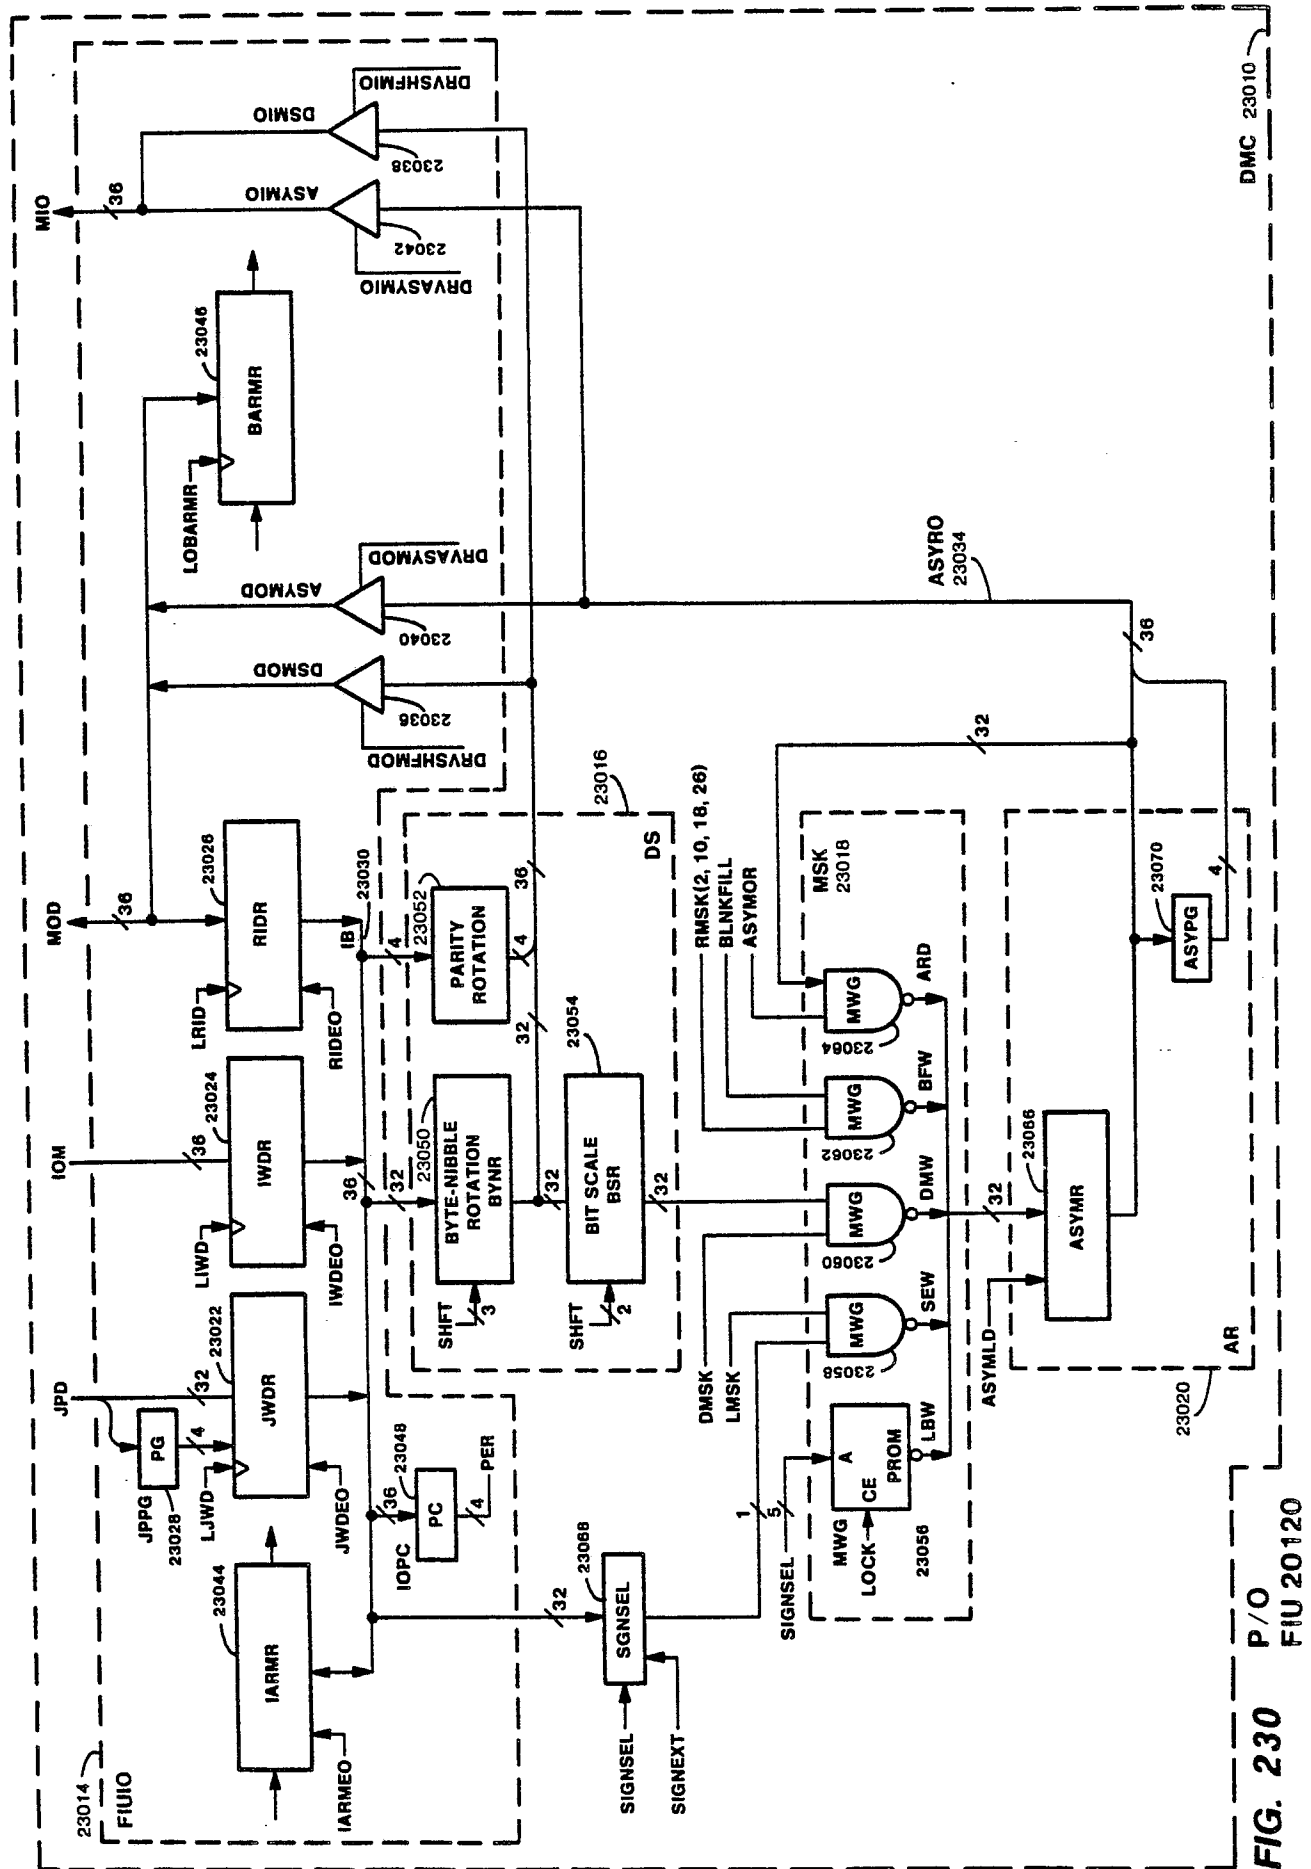 FIUIO
23014
IARMR
23044
IARMEO
JPD
32
JPPG
23028
PG
4
LJWD
JWDR
23022
JWDEO
IOM
36
LIWD
IWDR
23024
IWDEO
MOD
36
LRID
RIDR
23026
RIDEO
IB
23030
36
IOPC
36
PC
23048
4
PER
DSMOD
23036
DRVSHFMOD
ASYMOD
23040
DRVASYMOD
LOBARMR
BARMR
23046
MIO
36
ASYMIO
23042
DRVASYMIO
DSMIO
23038
DRVSHFMIO
32
BYTE-NIBBLE
ROTATION
BYNR
23050
SHFT
3
4
PARITY
ROTATION
23052
4
36
32
32
BIT SCALE
BSR
23054
SHFT
2
32
DS
23016
SIGNSEL
SIGNEXT
32
SGNSEL
23068
1
SIGNSEL
5
DMSK
LMSK
RMSK(2, 10, 18, 26)
BLNKFILL
ASYMOR
MSK
23018
MWG
LOCK
A
CE
PROM
23056
LBW
MWG
23058
SEW
MWG
23060
DMW
MWG
23062
BFW
MWG
23064
ARD
32
32
ASYMLD
ASYMR
23066
AR
23020
ASYPG
23070
4
36
ASYRO
23034
DMC 23010
FIG. 230
P/O
FIU 20120